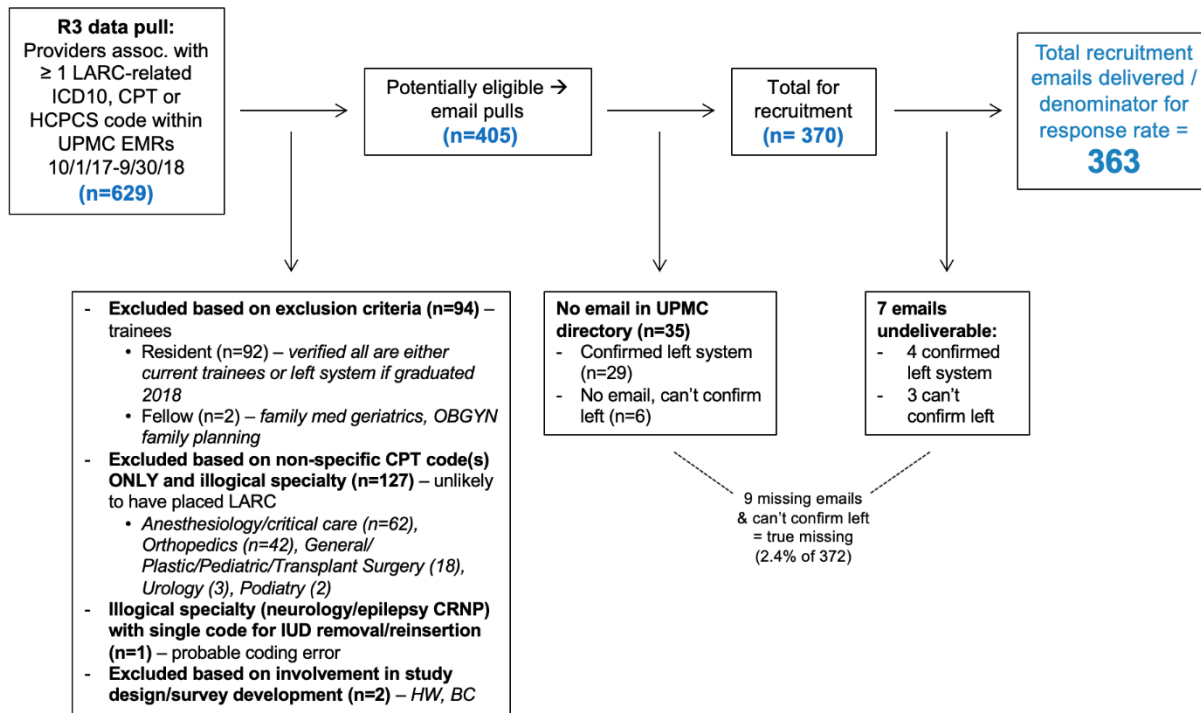 R3 data pull:
Providers assoc. with
≥ 1 LARC-related
ICD10, CPT or
HCPCS code within
UPMC EMRs
10/1/17-9/30/18
(n=629)
Potentially eligible →
email pulls
(n=405)
Total for
recruitment
(n= 370)
Total recruitment
emails delivered /
denominator for
response rate =
363
- Excluded based on exclusion criteria (n=94) –
trainees
• Resident (n=92) – verified all are either
current trainees or left system if graduated
2018
• Fellow (n=2) – family med geriatrics, OBGYN
family planning
- Excluded based on non-specific CPT code(s)
ONLY and illogical specialty (n=127) – unlikely
to have placed LARC
• Anesthesiology/critical care (n=62),
Orthopedics (n=42), General/
Plastic/Pediatric/Transplant Surgery (18),
Urology (3), Podiatry (2)
- Illogical specialty (neurology/epilepsy CRNP)
with single code for IUD removal/reinsertion
(n=1) – probable coding error
- Excluded based on involvement in study
design/survey development (n=2) – HW, BC
No email in UPMC
directory (n=35)
- Confirmed left system
(n=29)
- No email, can't confirm
left (n=6)
7 emails
undeliverable:
- 4 confirmed
left system
- 3 can't
confirm left
9 missing emails
& can't confirm left
= true missing
(2.4% of 372)